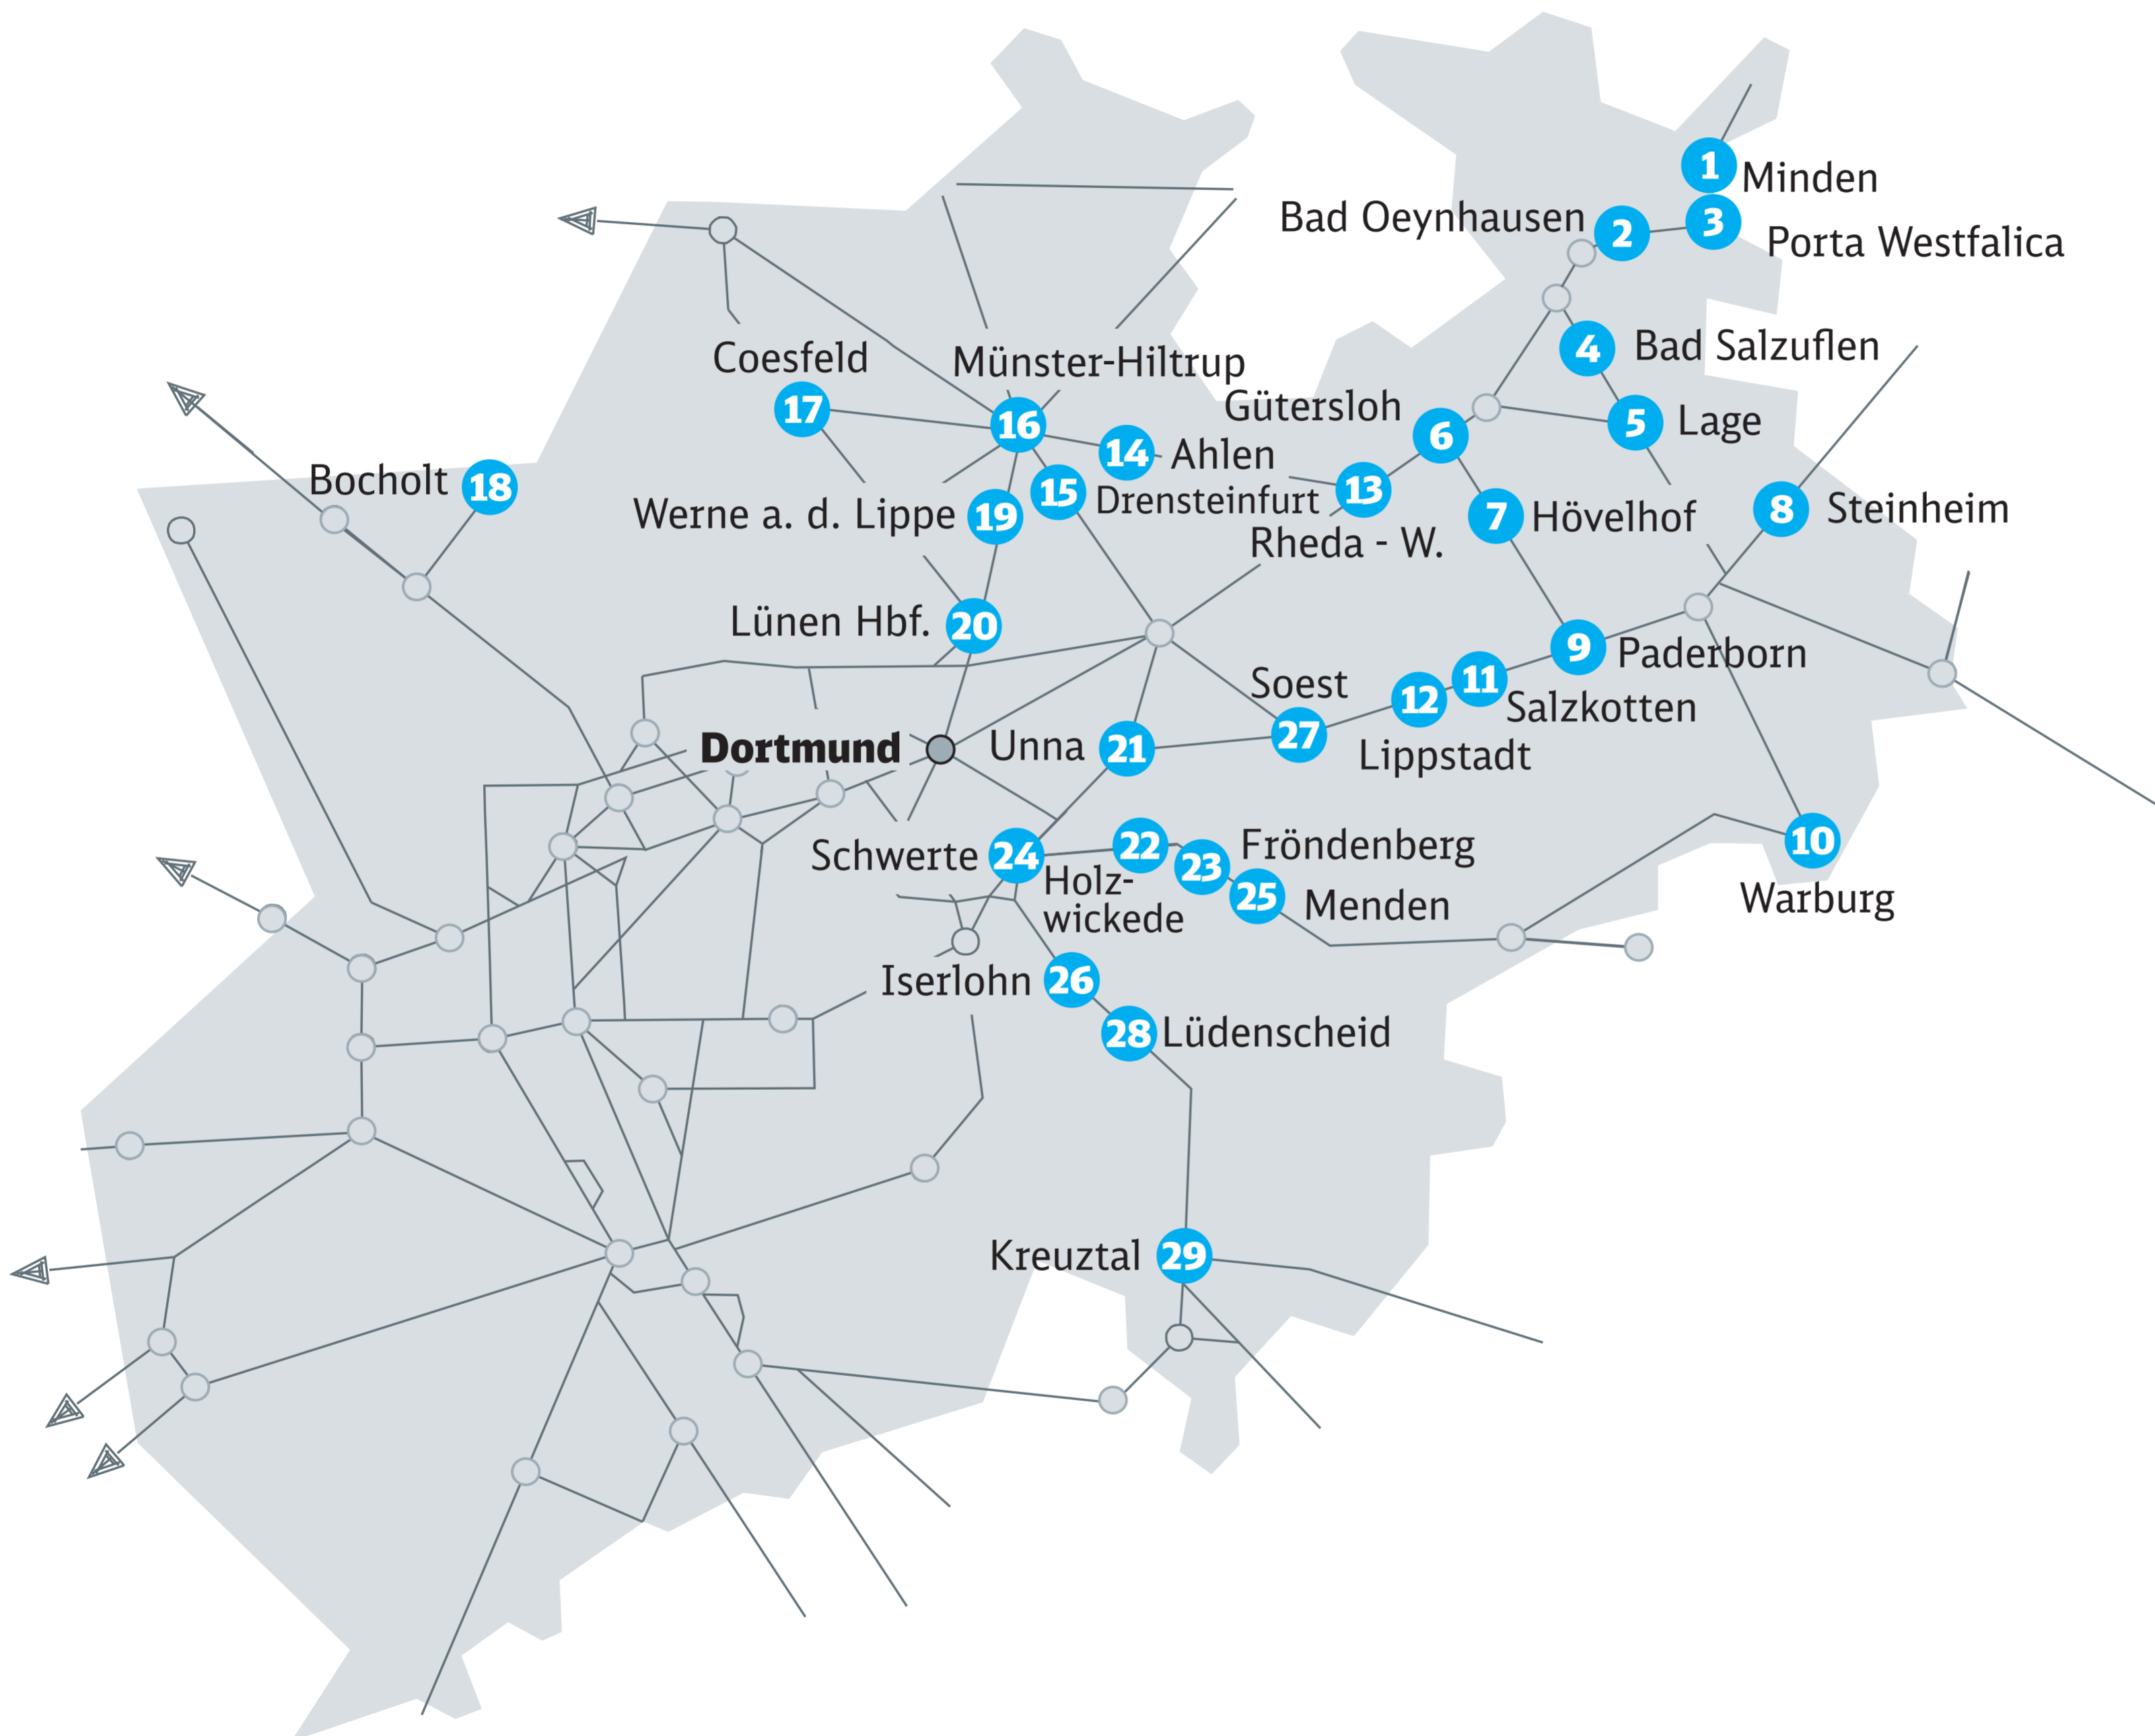 1 Minden
Bad Oeynhausen 2
3 Porta Westfalica
4 Bad Salzuflen
Coesfeld
Münster-Hiltrup
17
16
Gütersloh
6
5 Lage
14 Ahlen
Bocholt 18
15 Drensteinfurt
13
Werne a. d. Lippe 19
7 Hövelhof
8 Steinheim
Rheda - W.
Lünen Hbf. 20
9 Paderborn
Soest
27
12
11
Salzkotten
Dortmund
Unna 21
Lippstadt
Schwerte 24
22
23
Fröndenberg
10
Warburg
Holz-
wickede
25 Menden
Iserlohn 26
28 Lüdenscheid
Kreuztal 29